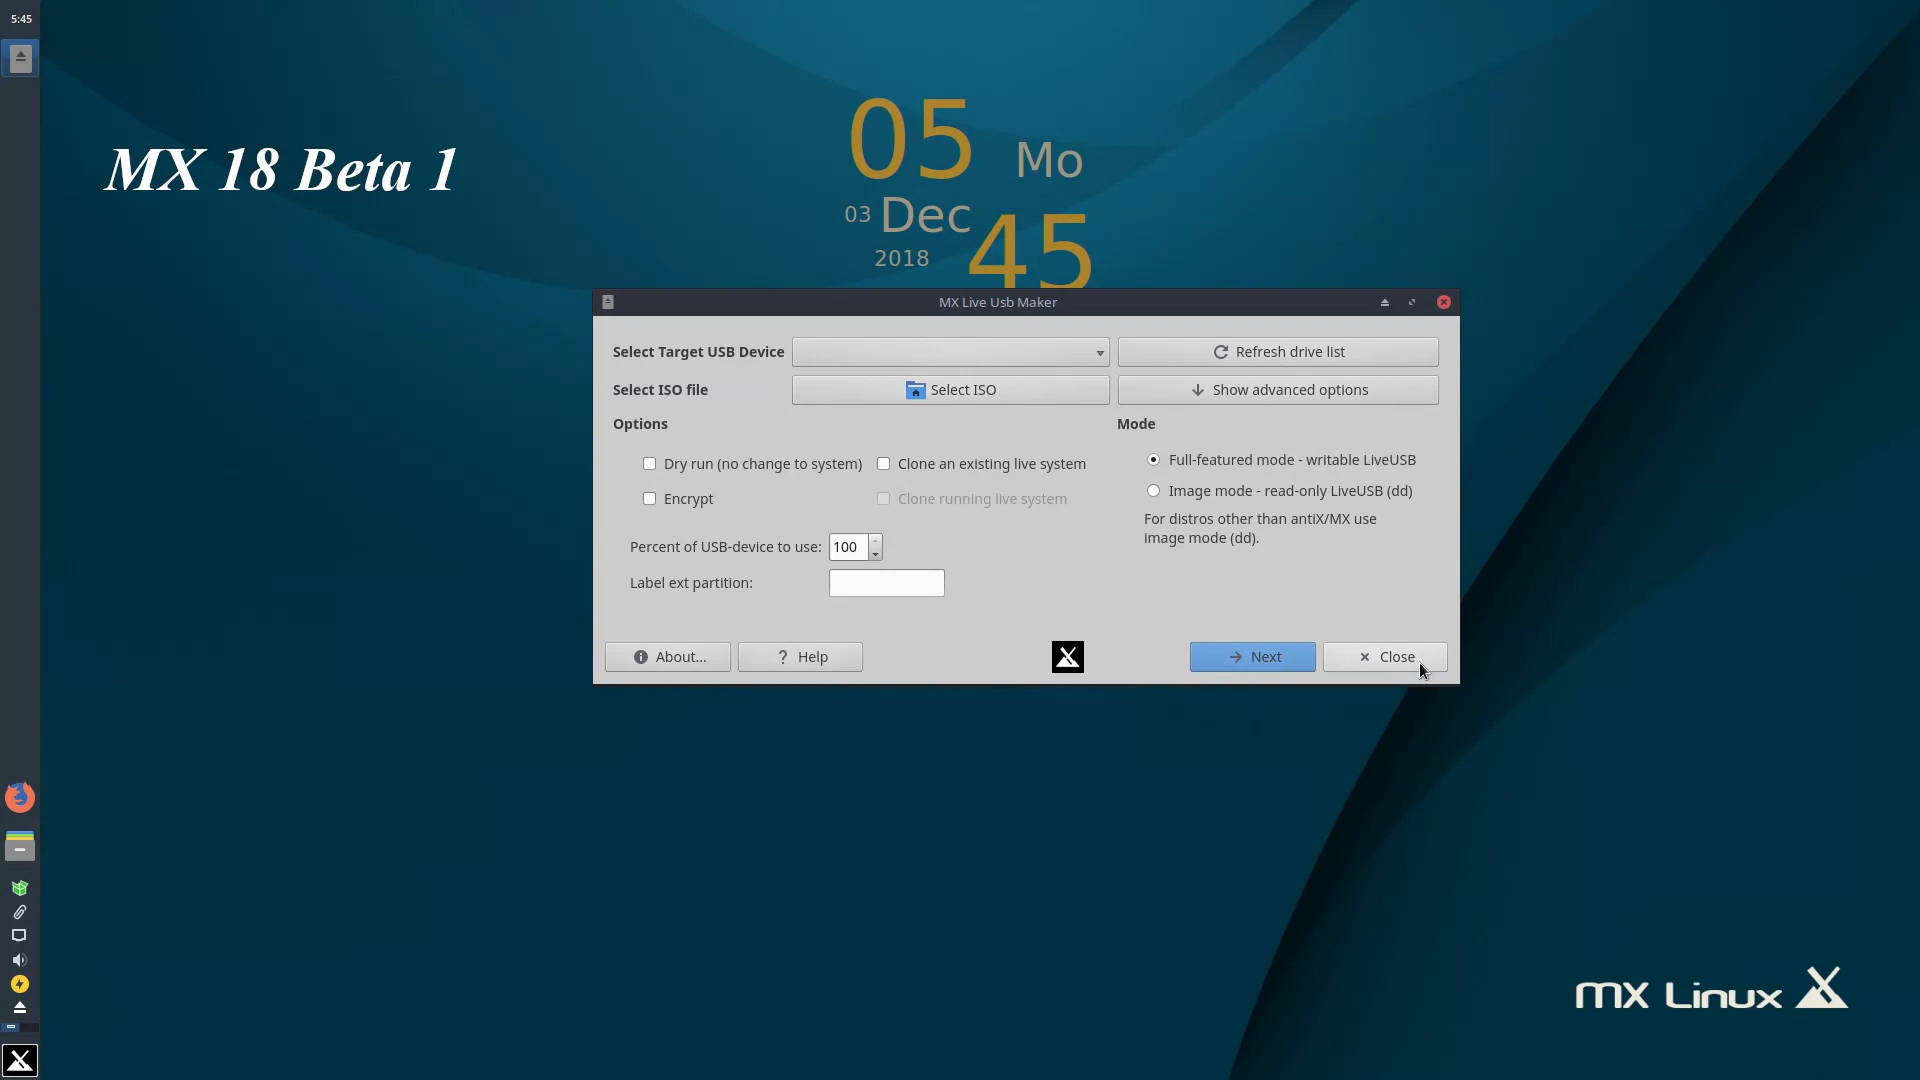 5:45
MX 18 Beta 1
05 Mo
03 Dec
2018 45
MX Live Usb Maker
Select Target USB Device
Refresh drive list
Select ISO file
Select ISO
Show advanced options
Options
Mode
Dry run (no change to system)
Clone an existing live system
Full-featured mode - writable LiveUSB
Encrypt
Clone running live system
Image mode - read-only LiveUSB (dd)
For distros other than antiX/MX use
image mode (dd).
Percent of USB-device to use: 100
Label ext partition:
About...
? Help
Next
Close
MX Linux